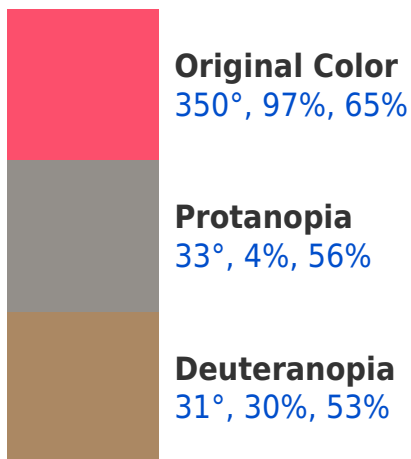 Original Color
350°, 97%, 65%
Protanopia
33°, 4%, 56%
Deuteranopia
31°, 30%, 53%